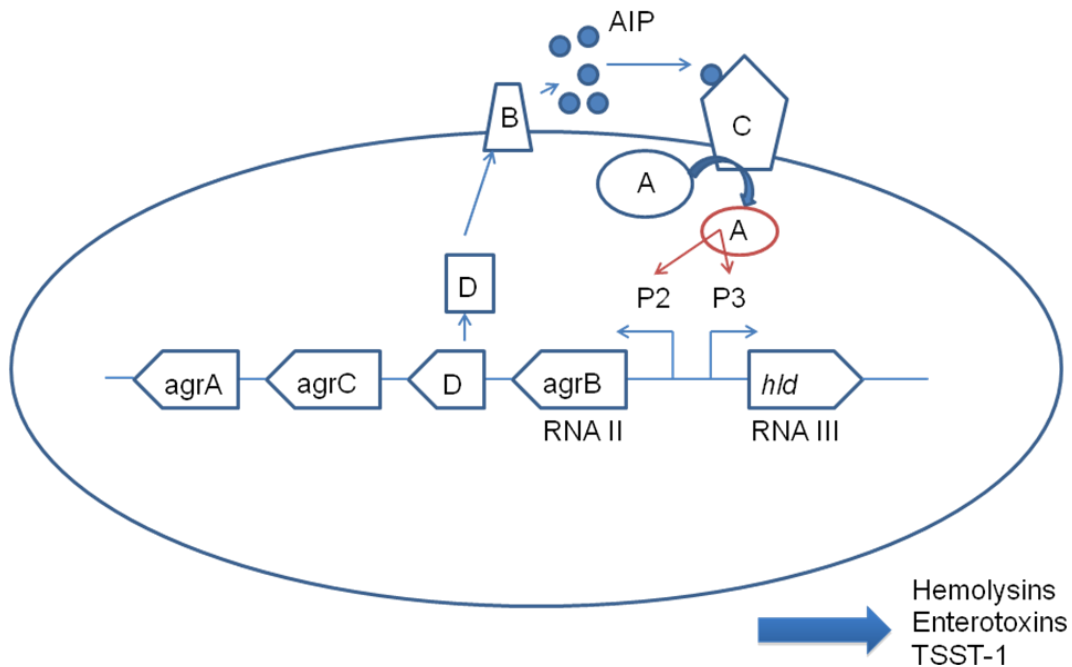 AIP
B
C
A
A
D
P2 P3
agrA agrC D agrB hld
RNA II RNA III
Hemolysins
Enterotoxins
TSST-1